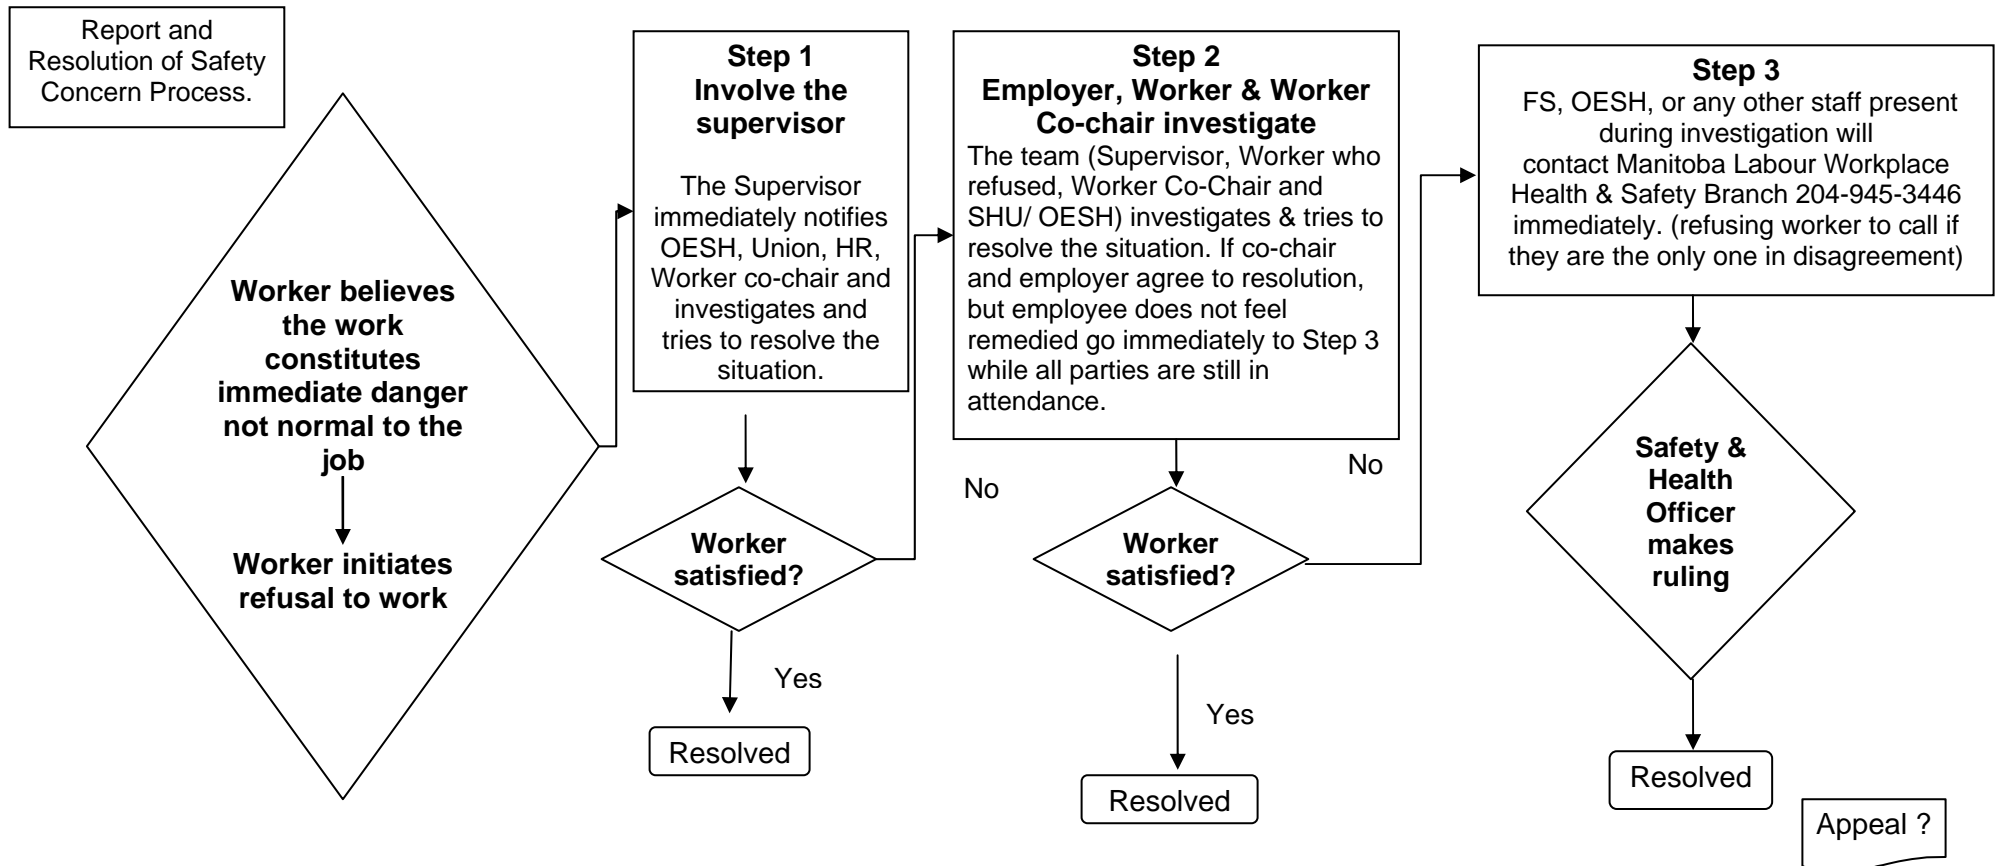 Report and
Resolution of Safety
Concern Process.
Worker believes
the work
constitutes
immediate danger
not normal to the
job
Worker initiates
refusal to work
Step 1
Involve the
supervisor
The Supervisor
immediately notifies
OESH, Union, HR,
Worker co-chair and
investigates and
tries to resolve the
situation.
Worker
satisfied?
Yes
Resolved
No
Step 2
Employer, Worker & Worker
Co-chair investigate
The team (Supervisor, Worker who
refused, Worker Co-Chair and
SHU/ OESH) investigates & tries to
resolve the situation. If co-chair
and employer agree to resolution,
but employee does not feel
remedied go immediately to Step 3
while all parties are still in
attendance.
Worker
satisfied?
Yes
Resolved
No
Step 3
FS, OESH, or any other staff present
during investigation will
contact Manitoba Labour Workplace
Health & Safety Branch 204-945-3446
immediately. (refusing worker to call if
they are the only one in disagreement)
Safety &
Health
Officer
makes
ruling
Resolved
Appeal ?